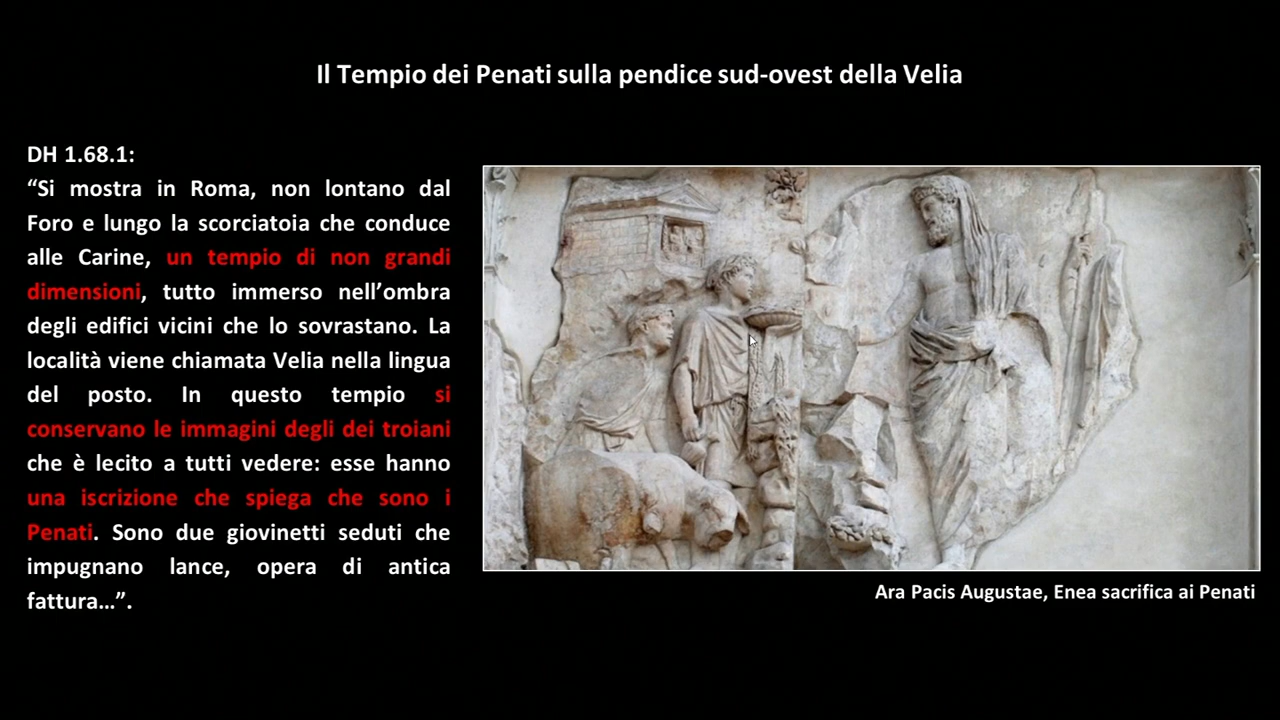 Il Tempio dei Penati sulla pendice sud-ovest della Velia
DH 1.68.1:
“Si mostra in Roma, non lontano dal
Foro e lungo la scorciatoia che conduce
alle Carine, un tempio di non grandi
dimensioni, tutto immerso nell’ombra
degli edifici vicini che lo sovrastano. La
località viene chiamata Velia nella lingua
del posto. In questo tempio si
conservano le immagini degli dei troiani
che è lecito a tutti vedere: esse hanno
una iscrizione che spiega che sono i
Penati. Sono due giovinetti seduti che
impugnano lance, opera di antica
fattura…”.
Ara Pacis Augustae, Enea sacrifica ai Penati